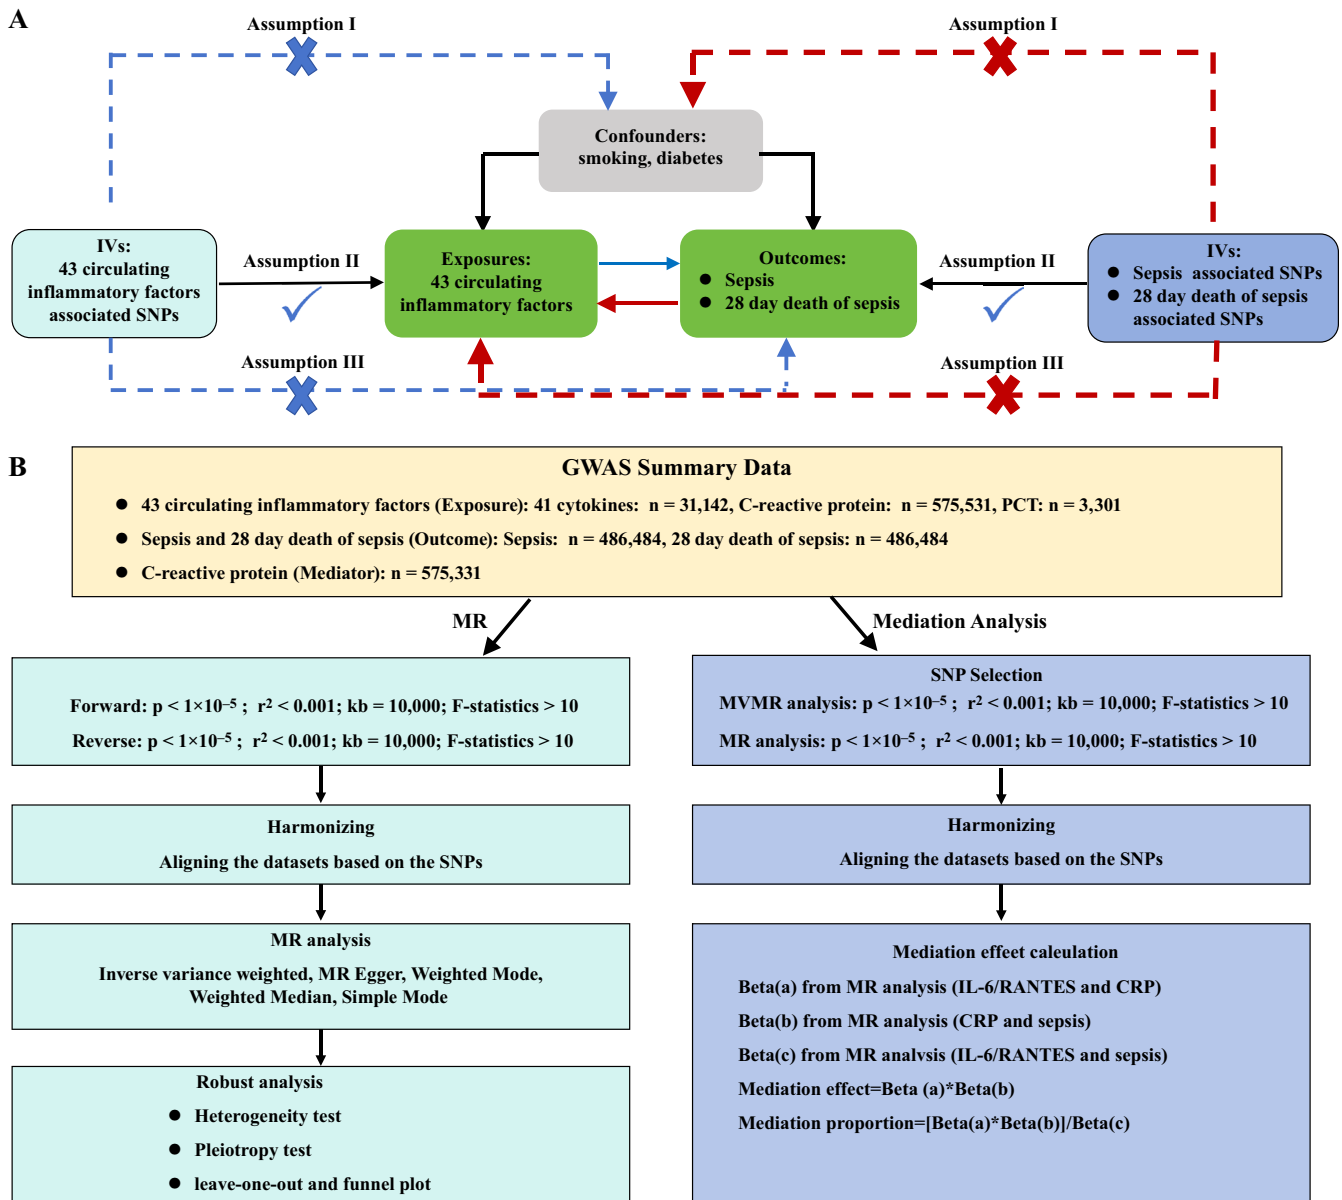 A
Assumption I
Assumption I
Confounders:
smoking, diabetes
IVs:
43 circulating
inflammatory factors
associated SNPs
Assumption II
Exposures:
43 circulating
inflammatory factors
Outcomes:
● Sepsis
● 28 day death of sepsis
Assumption II
IVs:
● Sepsis associated SNPs
● 28 day death of sepsis
associated SNPs
Assumption III
Assumption III
B
GWAS Summary Data
● 43 circulating inflammatory factors (Exposure): 41 cytokines: n = 31,142, C-reactive protein: n = 575,531, PCT: n = 3,301
● Sepsis and 28 day death of sepsis (Outcome): Sepsis: n = 486,484, 28 day death of sepsis: n = 486,484
● C-reactive protein (Mediator): n = 575,331
MR
Mediation Analysis
Forward: p < 1×10⁻⁵ ; r² < 0.001; kb = 10,000; F-statistics > 10
Reverse: p < 1×10⁻⁵ ; r² < 0.001; kb = 10,000; F-statistics > 10
Harmonizing
Aligning the datasets based on the SNPs
MR analysis
Inverse variance weighted, MR Egger, Weighted Mode,
Weighted Median, Simple Mode
Robust analysis
● Heterogeneity test
● Pleiotropy test
● leave-one-out and funnel plot
SNP Selection
MVMR analysis: p < 1×10⁻⁵ ; r² < 0.001; kb = 10,000; F-statistics > 10
MR analysis: p < 1×10⁻⁵ ; r² < 0.001; kb = 10,000; F-statistics > 10
Harmonizing
Aligning the datasets based on the SNPs
Mediation effeet caleulation
Beta(a) from MR analysis (IL-6/RANTES and CRP)
Beta(b) from MR analysis (CRP and sepsis)
Beta(c) from MR analvsis (IL-6/RANTES and sepsis)
Mediation effect=Beta (a)*Beta(b)
Mediation proportion=[Beta(a)*Beta(b)]/Beta(c)